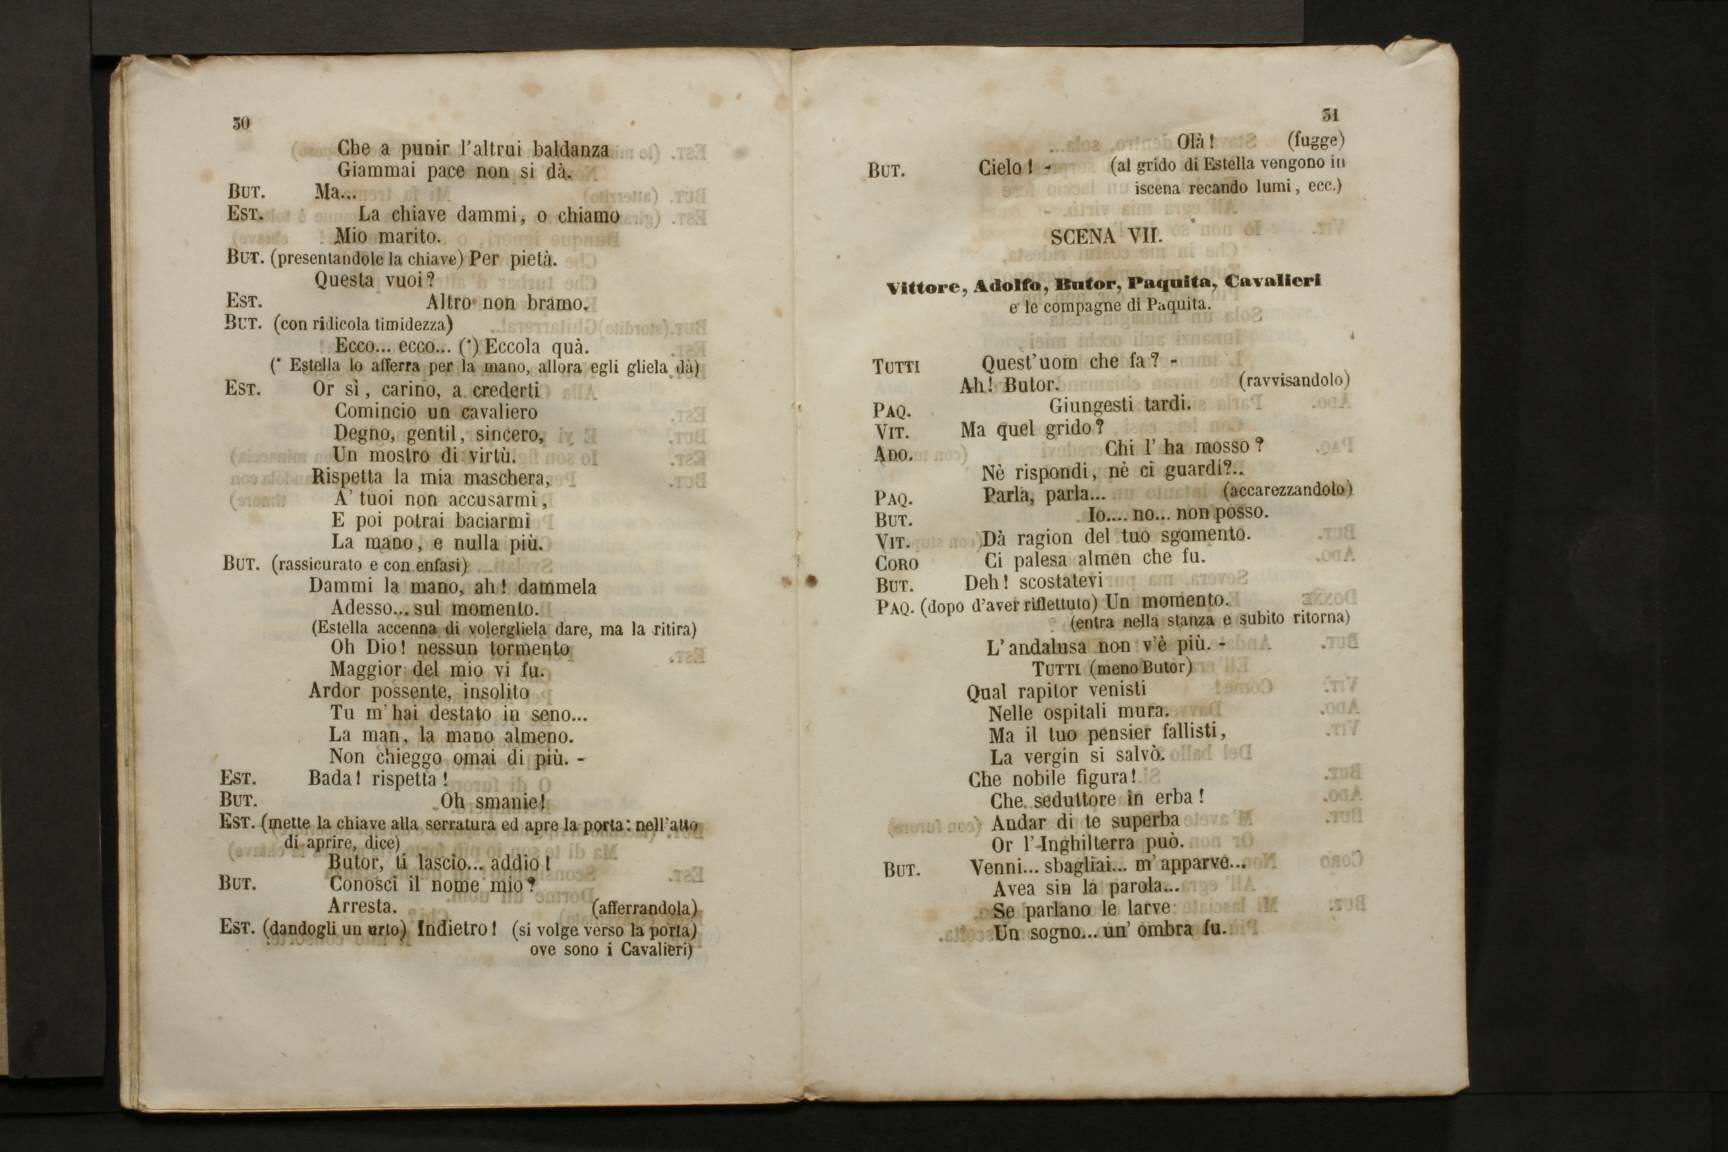 30
Che a punir l'altrui baldanza
Giammai pace non si dà.
BUT. Ma...
EST. La chiave dammi, o chiamo
Mio marito.
BUT. (presentandole la chiave) Per pietà.
Questa vuoi?
EST. Altro non bramo.
BUT. (con ridicola timidezza)
Ecco... ecco... (*) Eccola quà.
(* Estella lo afferra per la mano, allora egli gliela dà)
EST. Or sì, carino, a crederti
Comincio un cavaliero
Degno, gentil, sincero,
Un mostro di virtù.
Rispetta la mia maschera,
A' tuoi non accusarmi,
E poi potrai baciarmi
La mano, e nulla più.
BUT. (rassicurato e con enfasi)
Dammi la mano, ah! dammela
Adesso... sul momento.
(Estella accenna di volergliela dare, ma la ritira)
Oh Dio! nessun tormento
Maggior del mio vi fu.
Ardor possente, insolito
Tu m'hai destato in seno...
La man, la mano almeno.
Non chieggo omai di più. -
EST. Bada! rispetta!
BUT. Oh smanie!
EST. (mette la chiave alla serratura ed apre la porta: nell'atto
di aprire, dice)
Butor, ti lascio... addio!
BUT. Conosci il nome mio?
Arresta. (afferrandola)
EST. (dandogli un urto) Indietro! (si volge verso la porta)
ove sono i Cavalieri)
31
Olà! (fugge)
BUT. Cielo! - (al grido di Estella vengono in
iscena recando lumi, ecc.)
SCENA VII.
Vittore, Adolfo, Butor, Paquita, Cavalieri
e le compagne di Paquita.
TUTTI Quest'uom che fa? -
Ah! Butor. (ravvisandolo)
PAQ. Giungesti tardi.
VIT. Ma quel grido?
ADO. Chi l'ha mosso?
Nè rispondi, nè ci guardi?..
PAQ. Parla, parla... (accarezzandolo)
BUT. Io.... no... non posso.
VIT. Dà ragion del tuo sgomento.
CORO Ci palesa almen che fu.
BUT. Deh! scostatevi
PAQ. (dopo d'aver riflettuto) Un momento.
(entra nella stanza e subito ritorna)
L'andalusa non v'è più. -
TUTTI (meno Butor)
Qual rapitor venisti
Nelle ospitali mura.
Ma il tuo pensier fallisti,
La vergin si salvò.
Che nobile figura!
Che seduttore in erba!
Andar di te superba
Or l'Inghilterra può.
BUT. Venni... sbagliai... m'apparve...
Avea sin la parola...
Se parlano le larve
Un sogno... un' ombra fu.